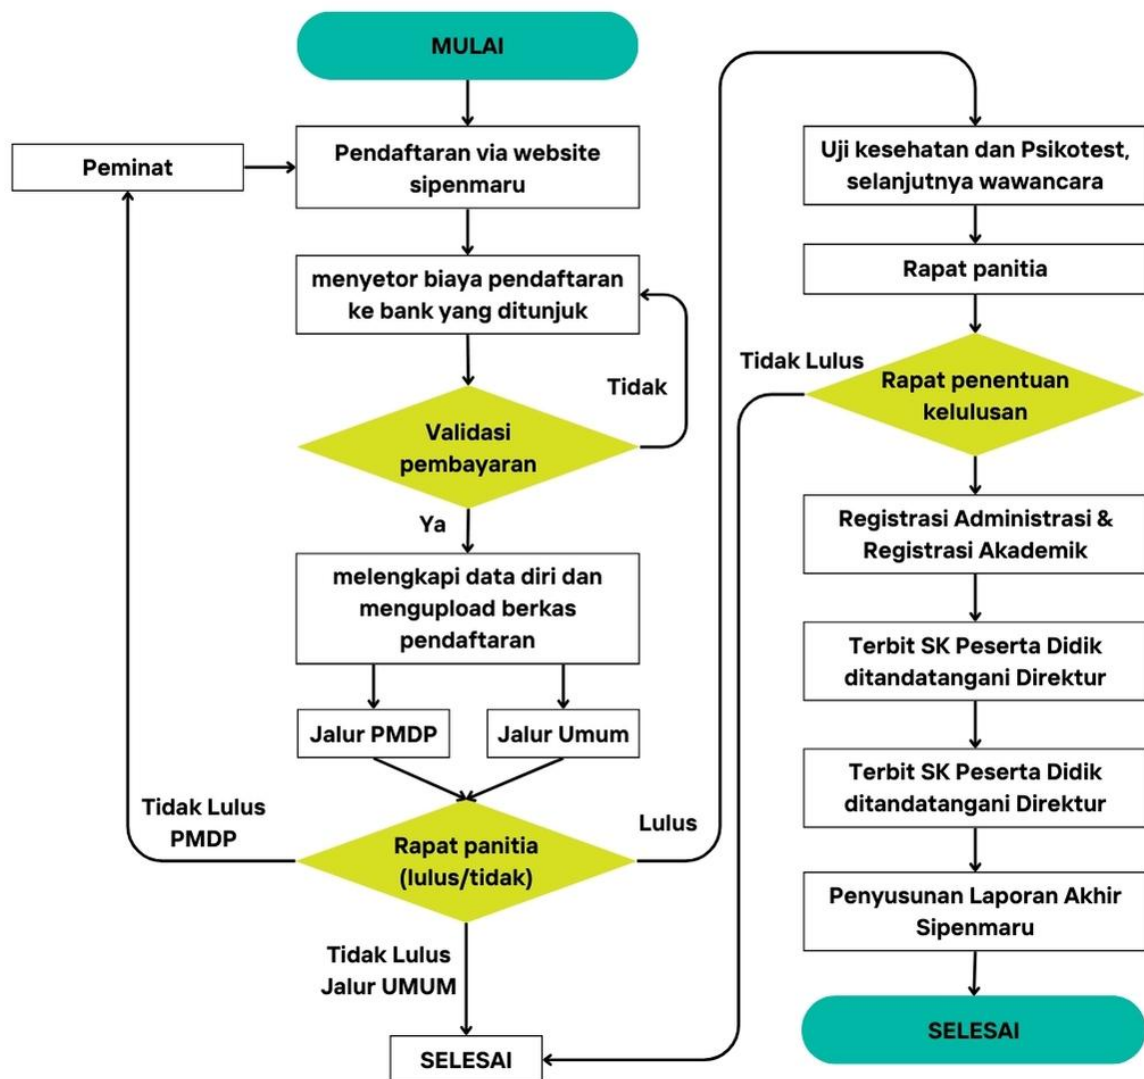 MULAI
Pendaftaran via website
sipenmaru
Peminat
menyetor biaya pendaftaran
ke bank yang ditunjuk
Tidak
Validasi
pembayaran
Ya
melengkapi data diri dan
mengupload berkas
pendaftaran
Jalur PMDP
Jalur Umum
Tidak Lulus
PMDP
Rapat panitia
(lulus/tidak)
Lulus
Tidak Lulus
Jalur UMUM
SELESAI
Uji kesehatan dan Psikotest,
selanjutnya wawancara
Rapat panitia
Tidak Lulus
Rapat penentuan
kelulusan
Registrasi Administrasi &
Registrasi Akademik
Terbit SK Peserta Didik
ditandatangani Direktur
Terbit SK Peserta Didik
ditandatangani Direktur
Penyusunan Laporan Akhir
Sipenmaru
SELESAI